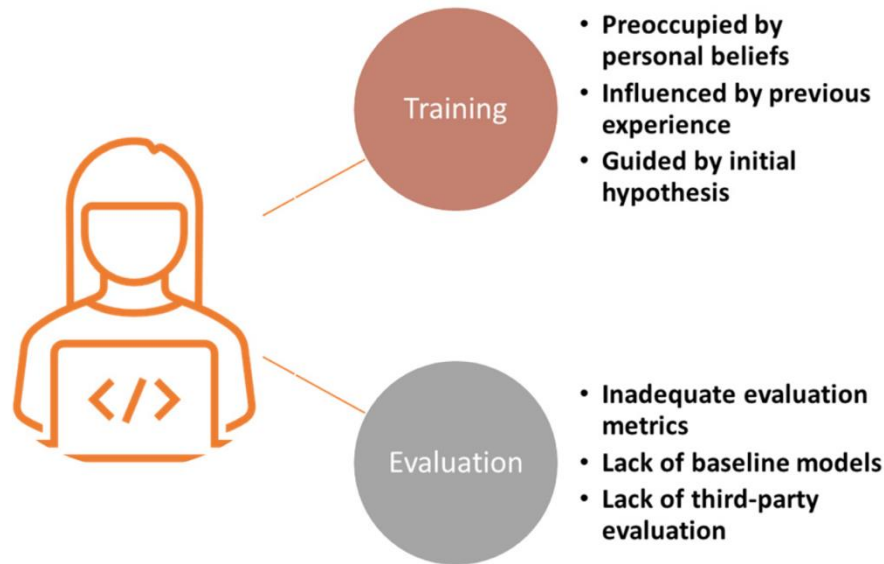 Training
• Preoccupied by
personal beliefs
• Influenced by previous
experience
• Guided by initial
hypothesis
</>
Evaluation
• Inadequate evaluation
metrics
• Lack of baseline models
• Lack of third-party
evaluation